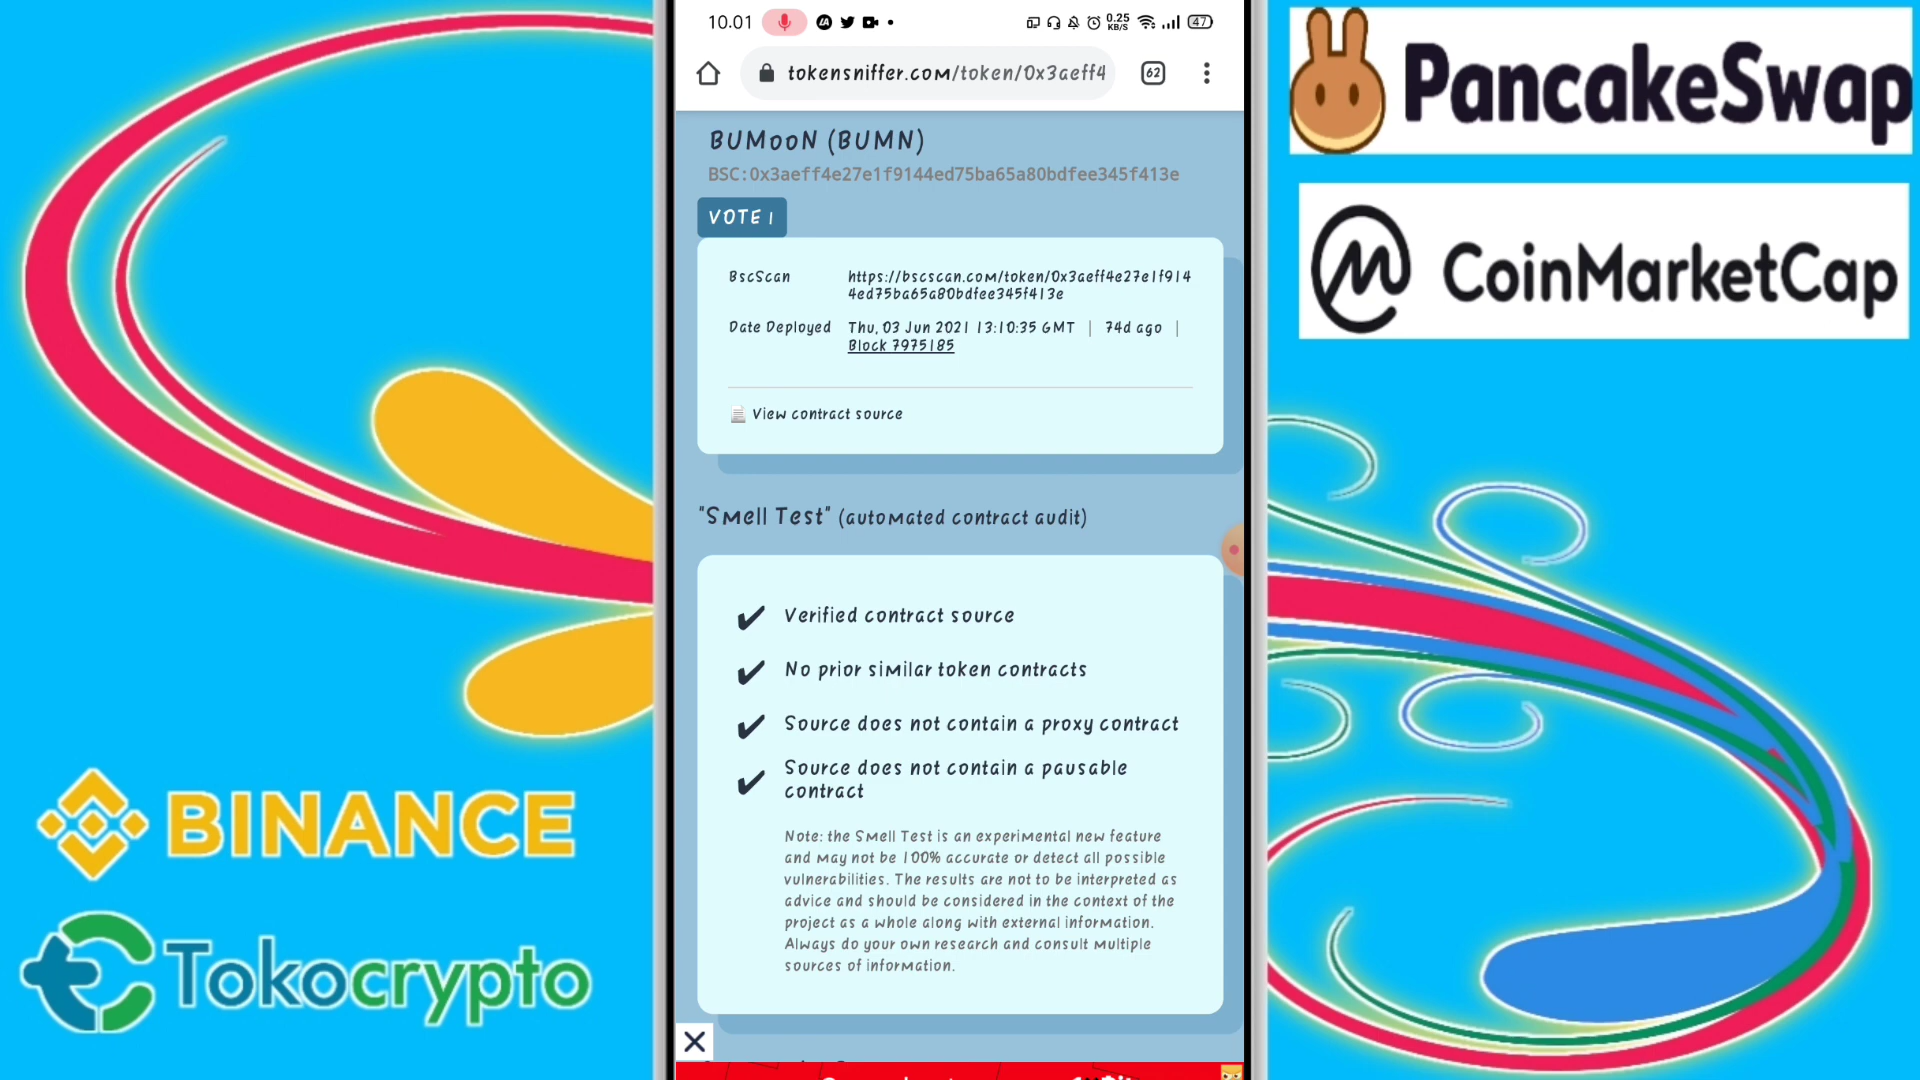 10.01
0.25
KB/S
47
tokensniffer.com/token/0x3aeff4
62
BUMooN (BUMN)
BSC:0x3aeff4e27e1f9144ed75ba65a80bdfee345f413e
VOTE 1
BscScan
https://bscscan.com/token/0x3aeff4e27e1f914
4ed75ba65a80bdfee345f413e
Date Deployed
Thu, 03 Jun 2021 13:10:35 GMT | 74d ago |
Block 7975185
View contract source
"Smell Test" (automated contract audit)
Verified contract source
No prior similar token contracts
Source does not contain a proxy contract
Source does not contain a pausable
contract
Note: the Smell Test is an experimental new feature
and may not be 100% accurate or detect all possible
vulnerabilities. The results are not to be interpreted as
advice and should be considered in the context of the
project as a whole along with external information.
Always do your own research and consult multiple
sources of information.
PancakeSwap
CoinMarketCap
BINANCE
Tokocrypto